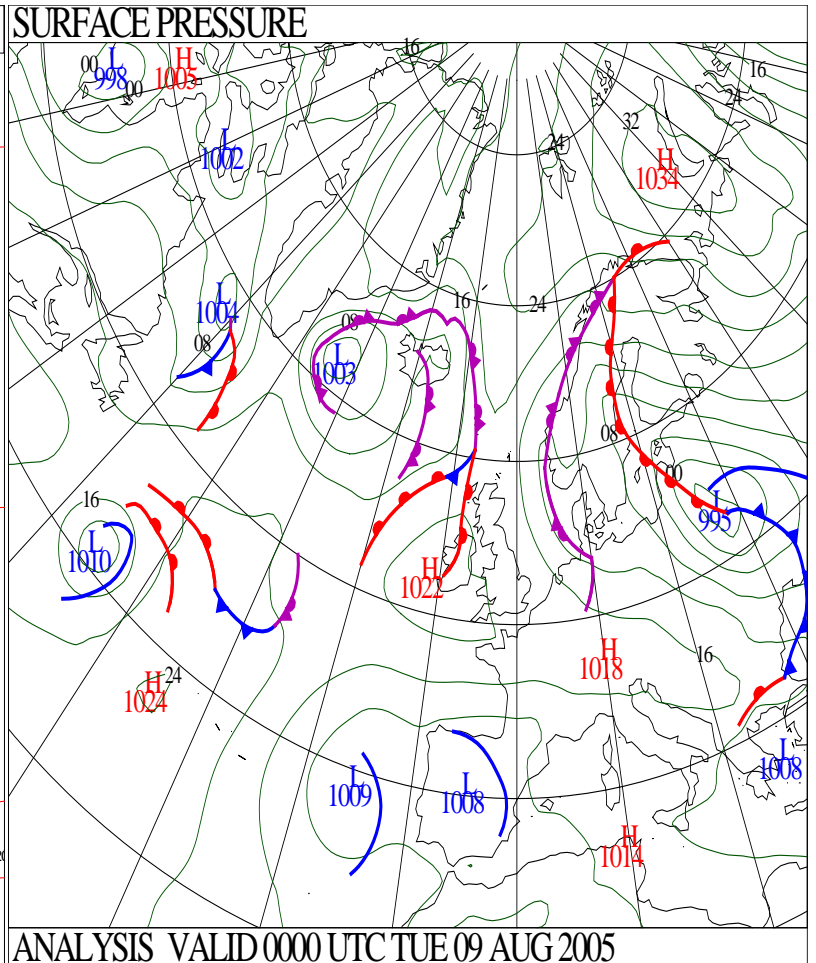 SURFACE PRESSURE
16
00
L
998
00
H
1005
16
24
32
24
L
1002
H
1034
L
1004
16
24
08
08
L
1003
08
00
16
L
995
L
1010
H
1022
H
1018
16
H
24
1024
L
1009
L
1008
L
1008
H
1014
ANALYSIS VALID 0000 UTC TUE 09 AUG 2005